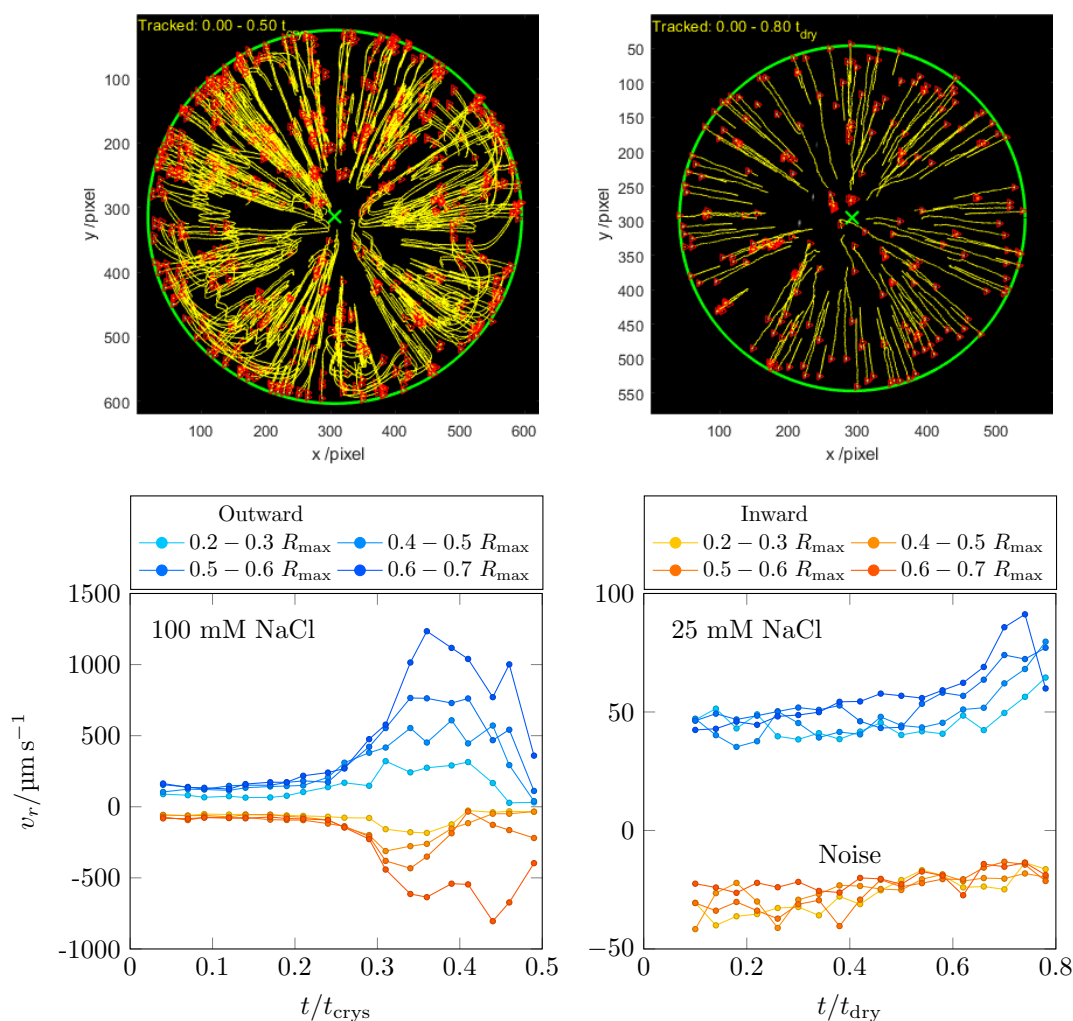 Tracked: 0.00 - 0.50 t_crys
100
200
300
400
500
600
y /pixel
100 200 300 400 500 600
x /pixel
Tracked: 0.00 - 0.80 t_dry
50
100
150
200
250
300
350
400
450
500
550
y /pixel
100 200 300 400 500
x /pixel
Outward
0.2 − 0.3 R_max 0.4 − 0.5 R_max
0.5 − 0.6 R_max 0.6 − 0.7 R_max
Inward
0.2 − 0.3 R_max 0.4 − 0.5 R_max
0.5 − 0.6 R_max 0.6 − 0.7 R_max
100 mM NaCl
1500
1000
500
0
-500
-1000
v_r/µm s⁻¹
0 0.1 0.2 0.3 0.4 0.5
t/t_crys
25 mM NaCl
Noise
100
50
0
−50
0 0.2 0.4 0.6 0.8
t/t_dry